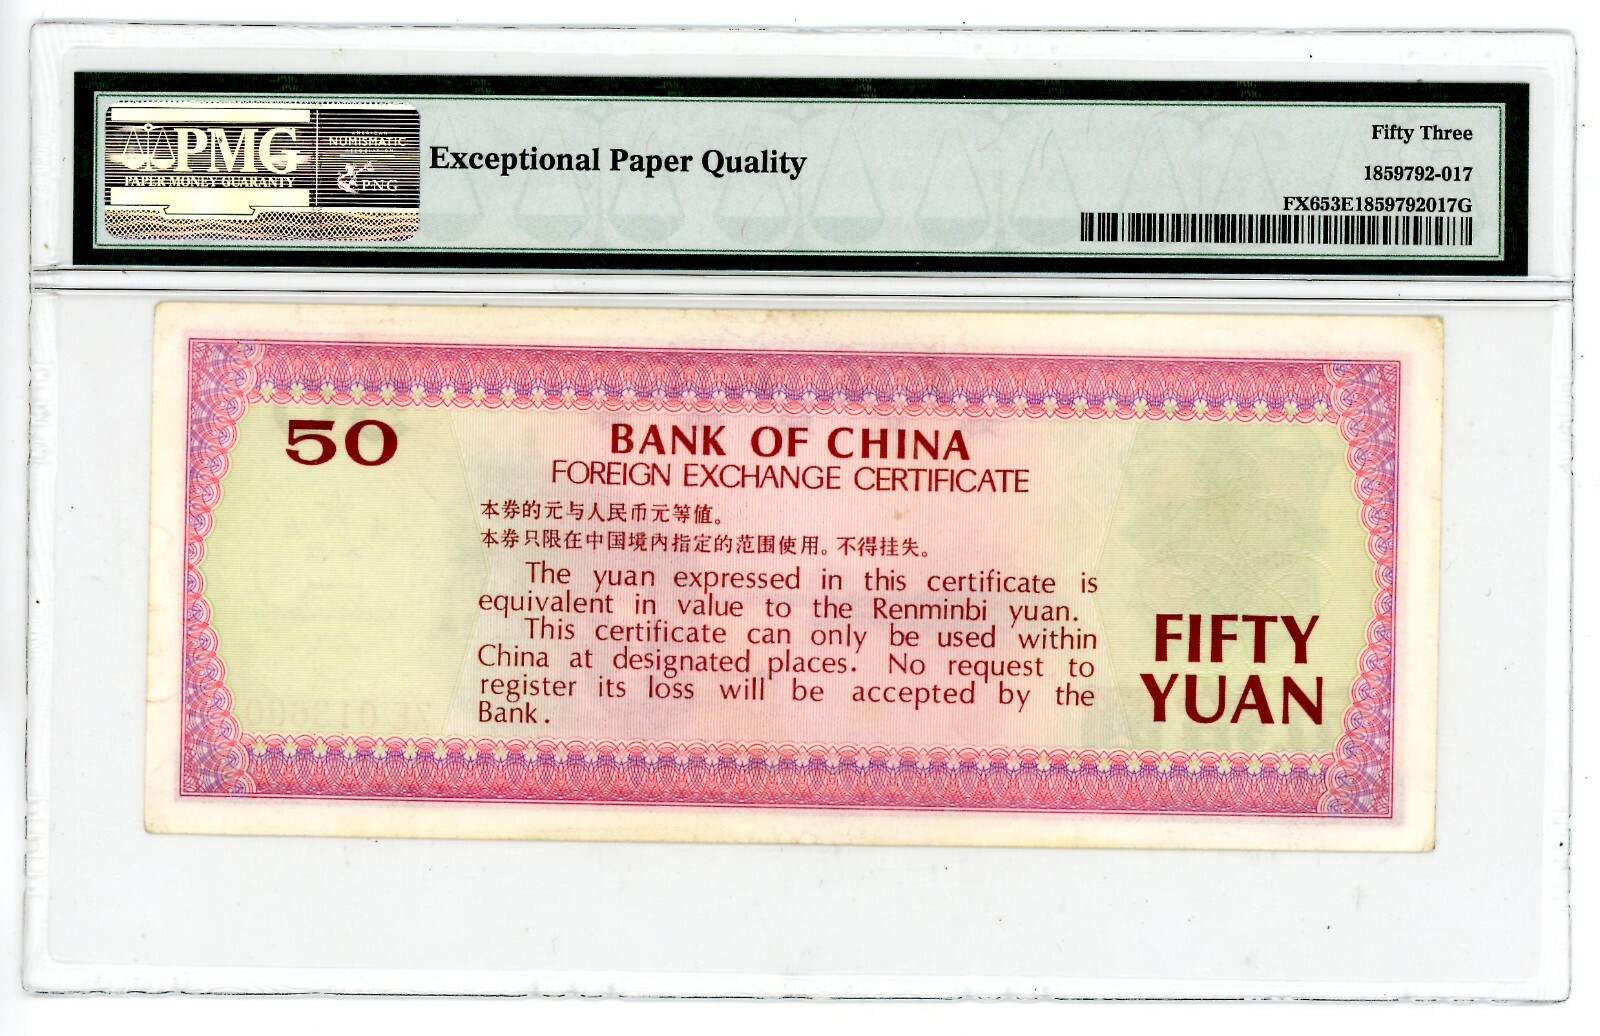 PMG
PAPER MONEY GUARANTY
AMERICAN
NUMISMATIC
P.N.G
Exceptional Paper Quality
Fifty Three
1859792-017
FX653E1859792017G
50
BANK OF CHINA
FOREIGN EXCHANGE CERTIFICATE
本券的元与人民币元等值。
本券只限在中国境内指定的范围使用。不得挂失。
The yuan expressed in this certificate is
equivalent in value to the Renminbi yuan.
This certificate can only be used within
China at designated places. No request to
register its loss will be accepted by the
Bank.
FIFTY
YUAN